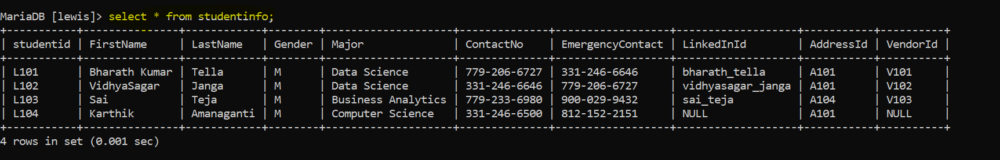 MariaDB [lewis]> select * from studentinfo;
+-----------+---------------+-----------+--------+--------------------+--------------+------------------+-------------------+-----------+----------+
| studentid | FirstName     | LastName   | Gender | Major              | ContactNo    | EmergencyContact | LinkedInId        | AddressId | VendorId |
+-----------+---------------+-----------+--------+--------------------+--------------+------------------+-------------------+-----------+----------+
| L101      | Bharath Kumar | Tella      | M      | Data Science       | 779-206-6727 | 331-246-6646     | bharath_tella     | A101      | V101     |
| L102      | VidhyaSagar   | Janga      | M      | Data Science       | 331-246-6646 | 779-206-6727     | vidhyasagar_janga | A101      | V102     |
| L103      | Sai           | Teja       | M      | Business Analytics | 779-233-6980 | 900-029-9432     | sai_teja          | A104      | V103     |
| L104      | Karthik       | Amanaganti | M      | Computer Science   | 331-246-6500 | 812-152-2151     | NULL              | A101      | NULL     |
+-----------+---------------+-----------+--------+--------------------+--------------+------------------+-------------------+-----------+----------+
4 rows in set (0.001 sec)